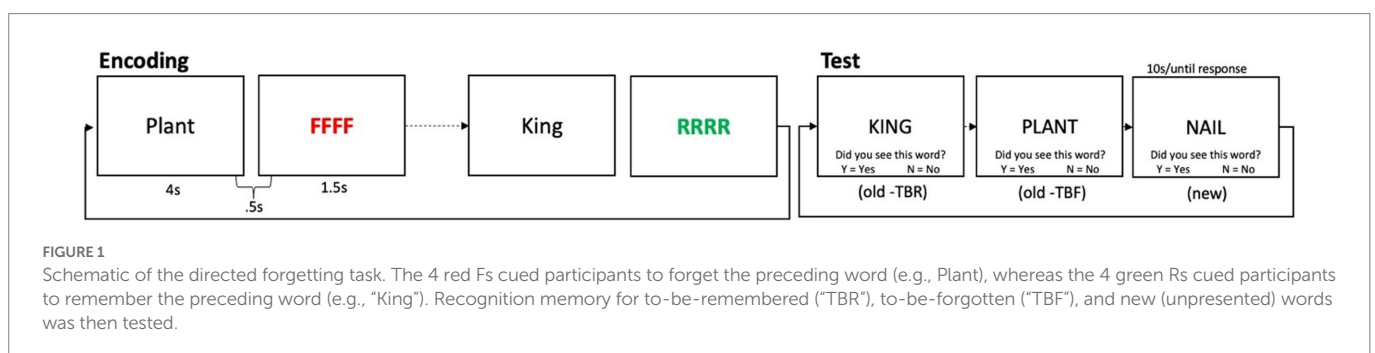 Encoding
Test
10s/until response
Plant
FFFF
King
RRRR
KING
Did you see this word?
Y = Yes N = No
PLANT
Did you see this word?
Y = Yes N = No
NAIL
Did you see this word?
Y = Yes N = No
4s
.5s
1.5s
(old -TBR)
(old -TBF)
(new)
FIGURE 1
Schematic of the directed forgetting task. The 4 red Fs cued participants to forget the preceding word (e.g., Plant), whereas the 4 green Rs cued participants
to remember the preceding word (e.g., “King”). Recognition memory for to-be-remembered (“TBR”), to-be-forgotten (“TBF”), and new (unpresented) words
was then tested.